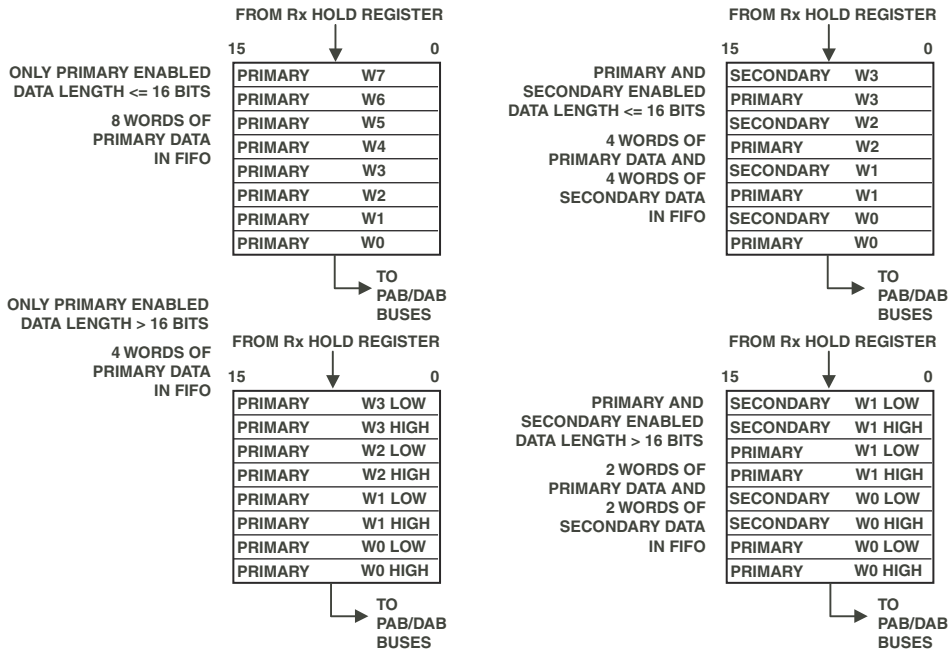 FROM Rx HOLD REGISTER
15 0
ONLY PRIMARY ENABLED
DATA LENGTH <= 16 BITS
8 WORDS OF
PRIMARY DATA
IN FIFO
PRIMARY W7
PRIMARY W6
PRIMARY W5
PRIMARY W4
PRIMARY W3
PRIMARY W2
PRIMARY W1
PRIMARY W0
TO
PAB/DAB
BUSES
FROM Rx HOLD REGISTER
15 0
PRIMARY AND
SECONDARY ENABLED
DATA LENGTH <= 16 BITS
4 WORDS OF
PRIMARY DATA AND
4 WORDS OF
SECONDARY DATA
IN FIFO
SECONDARY W3
PRIMARY W3
SECONDARY W2
PRIMARY W2
SECONDARY W1
PRIMARY W1
SECONDARY W0
PRIMARY W0
TO
PAB/DAB
BUSES
ONLY PRIMARY ENABLED
DATA LENGTH > 16 BITS
4 WORDS OF
PRIMARY DATA
IN FIFO
FROM Rx HOLD REGISTER
15 0
PRIMARY W3 LOW
PRIMARY W3 HIGH
PRIMARY W2 LOW
PRIMARY W2 HIGH
PRIMARY W1 LOW
PRIMARY W1 HIGH
PRIMARY W0 LOW
PRIMARY W0 HIGH
TO
PAB/DAB
BUSES
FROM Rx HOLD REGISTER
15 0
PRIMARY AND
SECONDARY ENABLED
DATA LENGTH > 16 BITS
2 WORDS OF
PRIMARY DATA AND
2 WORDS OF
SECONDARY DATA
IN FIFO
SECONDARY W1 LOW
SECONDARY W1 HIGH
PRIMARY W1 LOW
PRIMARY W1 HIGH
SECONDARY W0 LOW
SECONDARY W0 HIGH
PRIMARY W0 LOW
PRIMARY W0 HIGH
TO
PAB/DAB
BUSES